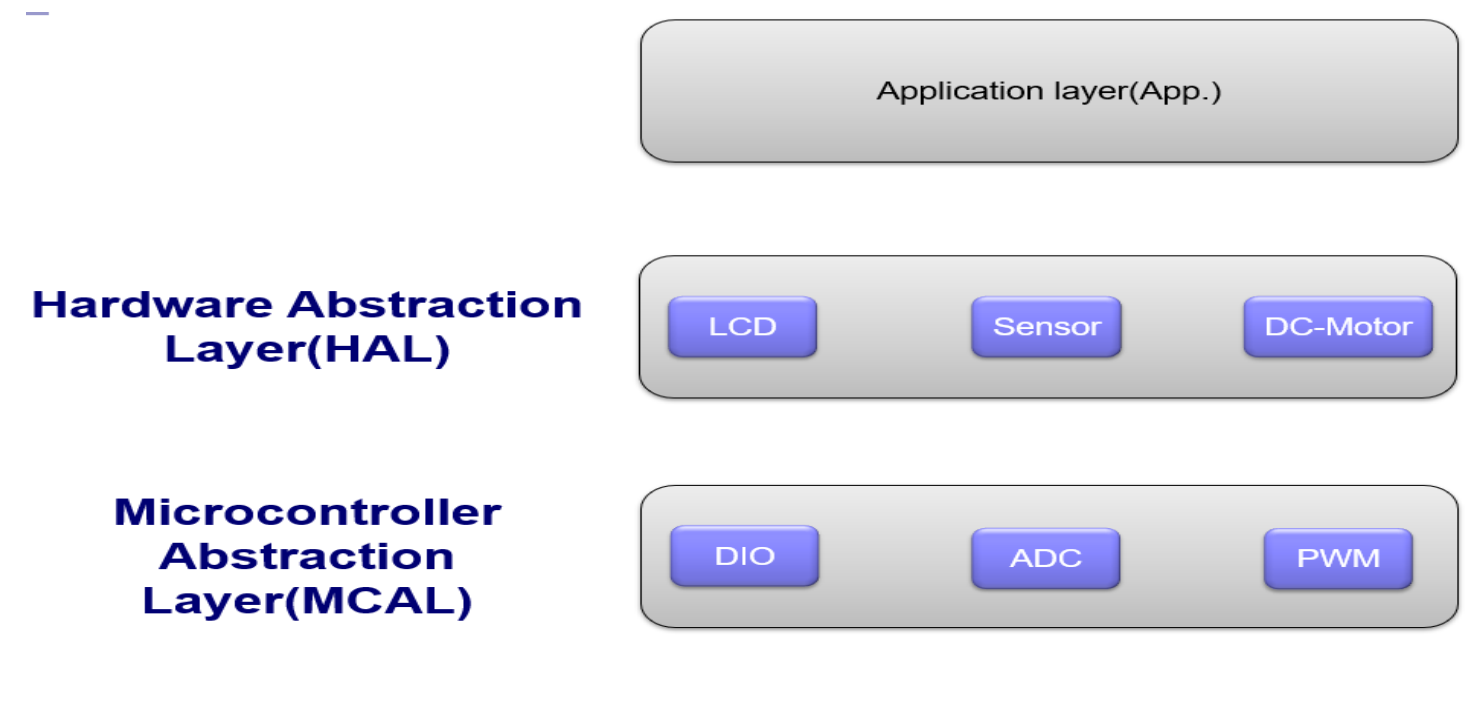 Application layer(App.)
Hardware Abstraction
Layer(HAL)
LCD
Sensor
DC-Motor
Microcontroller
Abstraction
Layer(MCAL)
DIO
ADC
PWM